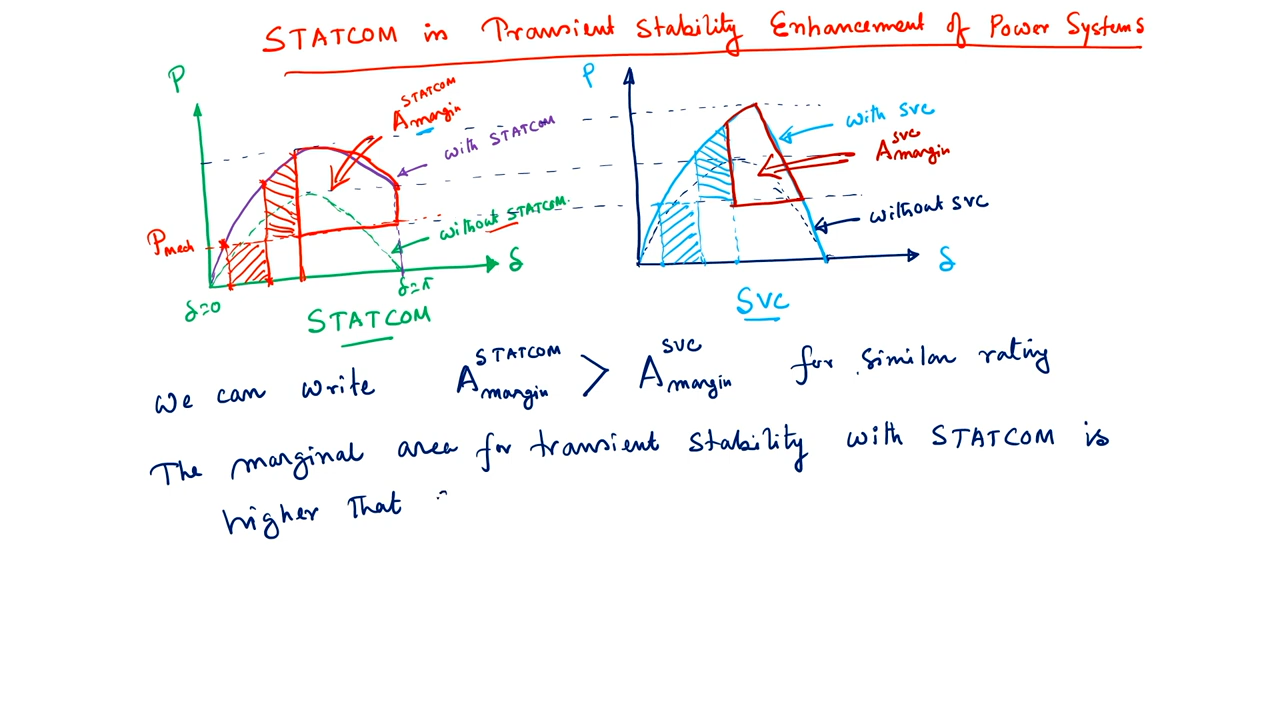 STATCOM in Transient Stability Enhancement of Power Systems
P
A STATCOM margin
with STATCOM
without STATCOM
Pmech
δ=0
δ=π
δ
STATCOM
P
with SVC
A SVC margin
without SVC
δ
SVC
We can write A STATCOM margin > A SVC margin for similar rating
The marginal area for transient stability with STATCOM is
higher that